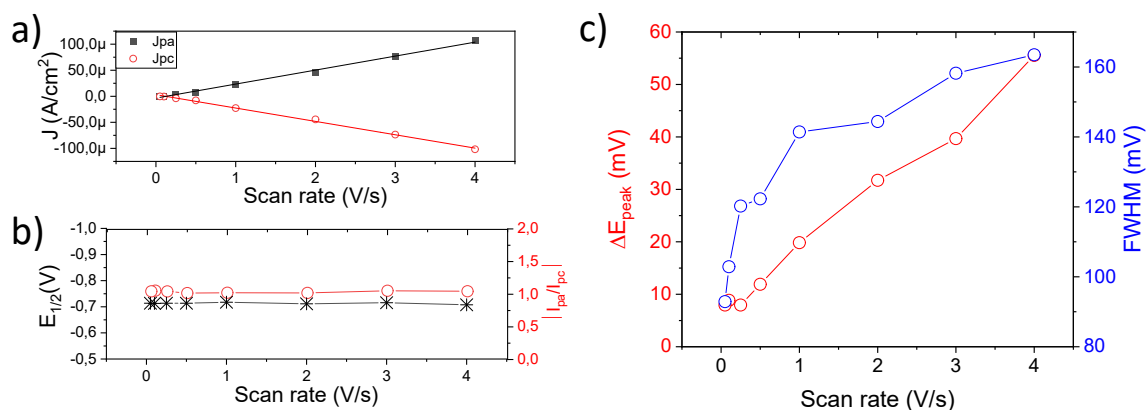 a)
100,0µ
50,0µ
0,0
-50,0µ
-100,0µ
J (A/cm²)
Jpa
Jpc
0
1
2
3
4
Scan rate (V/s)
b)
-1,0
-0,9
-0,8
-0,7
-0,6
-0,5
E1/2(V)
2,0
1,5
1,0
0,5
0,0
| Ipa/Ipc|
0
1
2
3
4
Scan rate (V/s)
c)
60
50
40
30
20
10
0
ΔEpeak (mV)
160
140
120
100
80
FWHM (mV)
0
1
2
3
4
Scan rate (V/s)